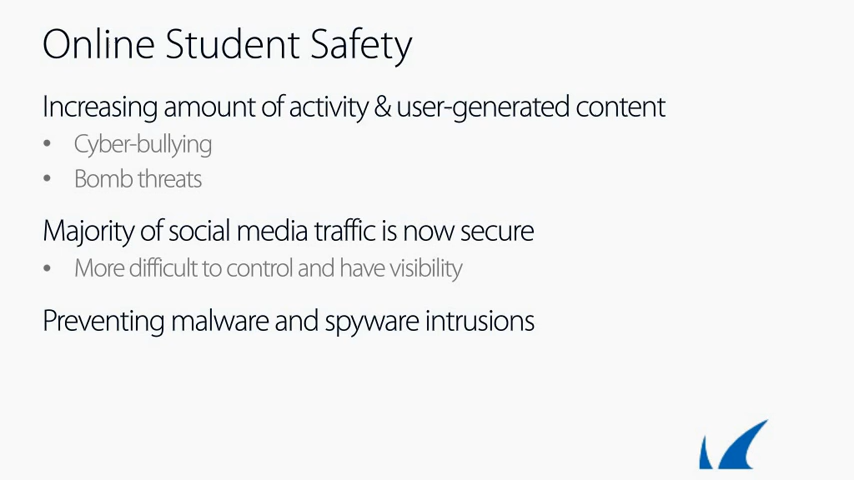 Online Student Safety
Increasing amount of activity & user-generated content
• Cyber-bullying
• Bomb threats
Majority of social media traffic is now secure
• More difficult to control and have visibility
Preventing malware and spyware intrusions